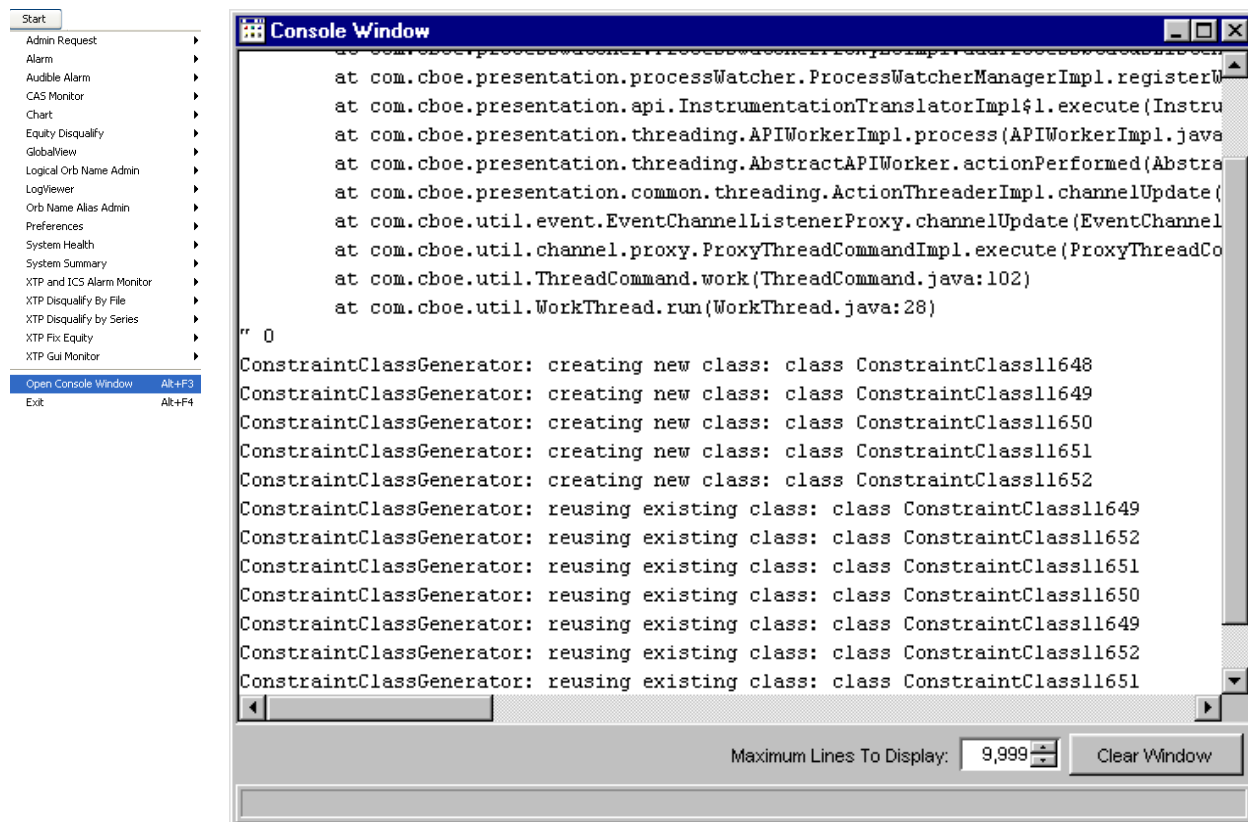 Start
Admin Request
Alarm
Audible Alarm
CAS Monitor
Chart
Equity Disqualify
GlobalView
Logical Orb Name Admin
LogViewer
Orb Name Alias Admin
Preferences
System Health
System Summary
XTP and ICS Alarm Monitor
XTP Disqualify By File
XTP Disqualify by Series
XTP Fix Equity
XTP Gui Monitor
Open Console Window Alt+F3
Exit Alt+F4
Console Window
at com.cboe.presentation.processWatcher.ProcessWatcherManagerImpl.registerW
at com.cboe.presentation.api.InstrumentationTranslatorImpl$1.execute(Instru
at com.cboe.presentation.threading.APIWorkerImpl.process(APIWorkerImpl.java
at com.cboe.presentation.threading.AbstractAPIWorker.actionPerformed(Abstra
at com.cboe.presentation.common.threading.ActionThreaderImpl.channelUpdate(
at com.cboe.util.event.EventChannelListenerProxy.channelUpdate(EventChannel
at com.cboe.util.channel.proxy.ProxyThreadCommandImpl.execute(ProxyThreadCo
at com.cboe.util.ThreadCommand.work(ThreadCommand.java:102)
at com.cboe.util.WorkThread.run(WorkThread.java:28)
" 0
ConstraintClassGenerator: creating new class: class ConstraintClass11648
ConstraintClassGenerator: creating new class: class ConstraintClass11649
ConstraintClassGenerator: creating new class: class ConstraintClass11650
ConstraintClassGenerator: creating new class: class ConstraintClass11651
ConstraintClassGenerator: creating new class: class ConstraintClass11652
ConstraintClassGenerator: reusing existing class: class ConstraintClass11649
ConstraintClassGenerator: reusing existing class: class ConstraintClass11652
ConstraintClassGenerator: reusing existing class: class ConstraintClass11651
ConstraintClassGenerator: reusing existing class: class ConstraintClass11650
ConstraintClassGenerator: reusing existing class: class ConstraintClass11649
ConstraintClassGenerator: reusing existing class: class ConstraintClass11652
ConstraintClassGenerator: reusing existing class: class ConstraintClass11651
Maximum Lines To Display: 9,999 Clear Window